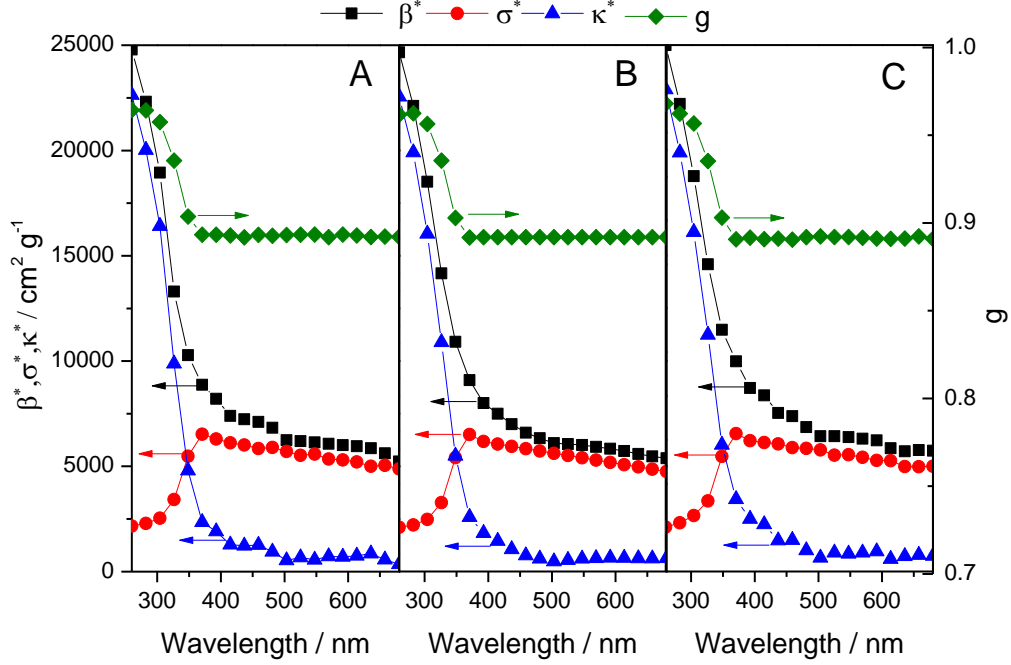 β* σ* κ* g
25000
20000
15000
10000
5000
0
β*,σ*,κ* / cm² g⁻¹
A
B
C
1.0
0.9
0.8
0.7
g
300 400 500 600
300 400 500 600
300 400 500 600
Wavelength / nm
Wavelength / nm
Wavelength / nm